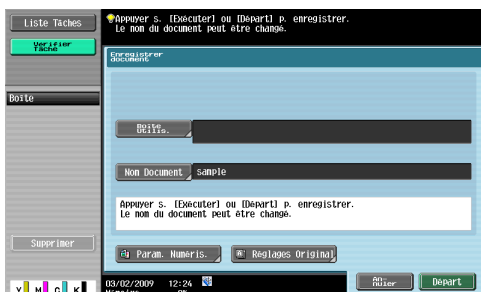 Liste Tâches
Appuyer s. [Exécuter] ou [Départ] p. enregistrer.
Le nom du document peut être changé.
Vérifier
Tâche
Enregistrer
document
Boîte
Boîte
Utilis.
Nom Document
sample
Appuyer s. [Exécuter] ou [Départ] p. enregistrer.
Le nom du document peut être changé.
Supprimer
Param. Numéris.
Réglages Original
03/02/2009 12:24
An-
nuler
Départ
Y M C K